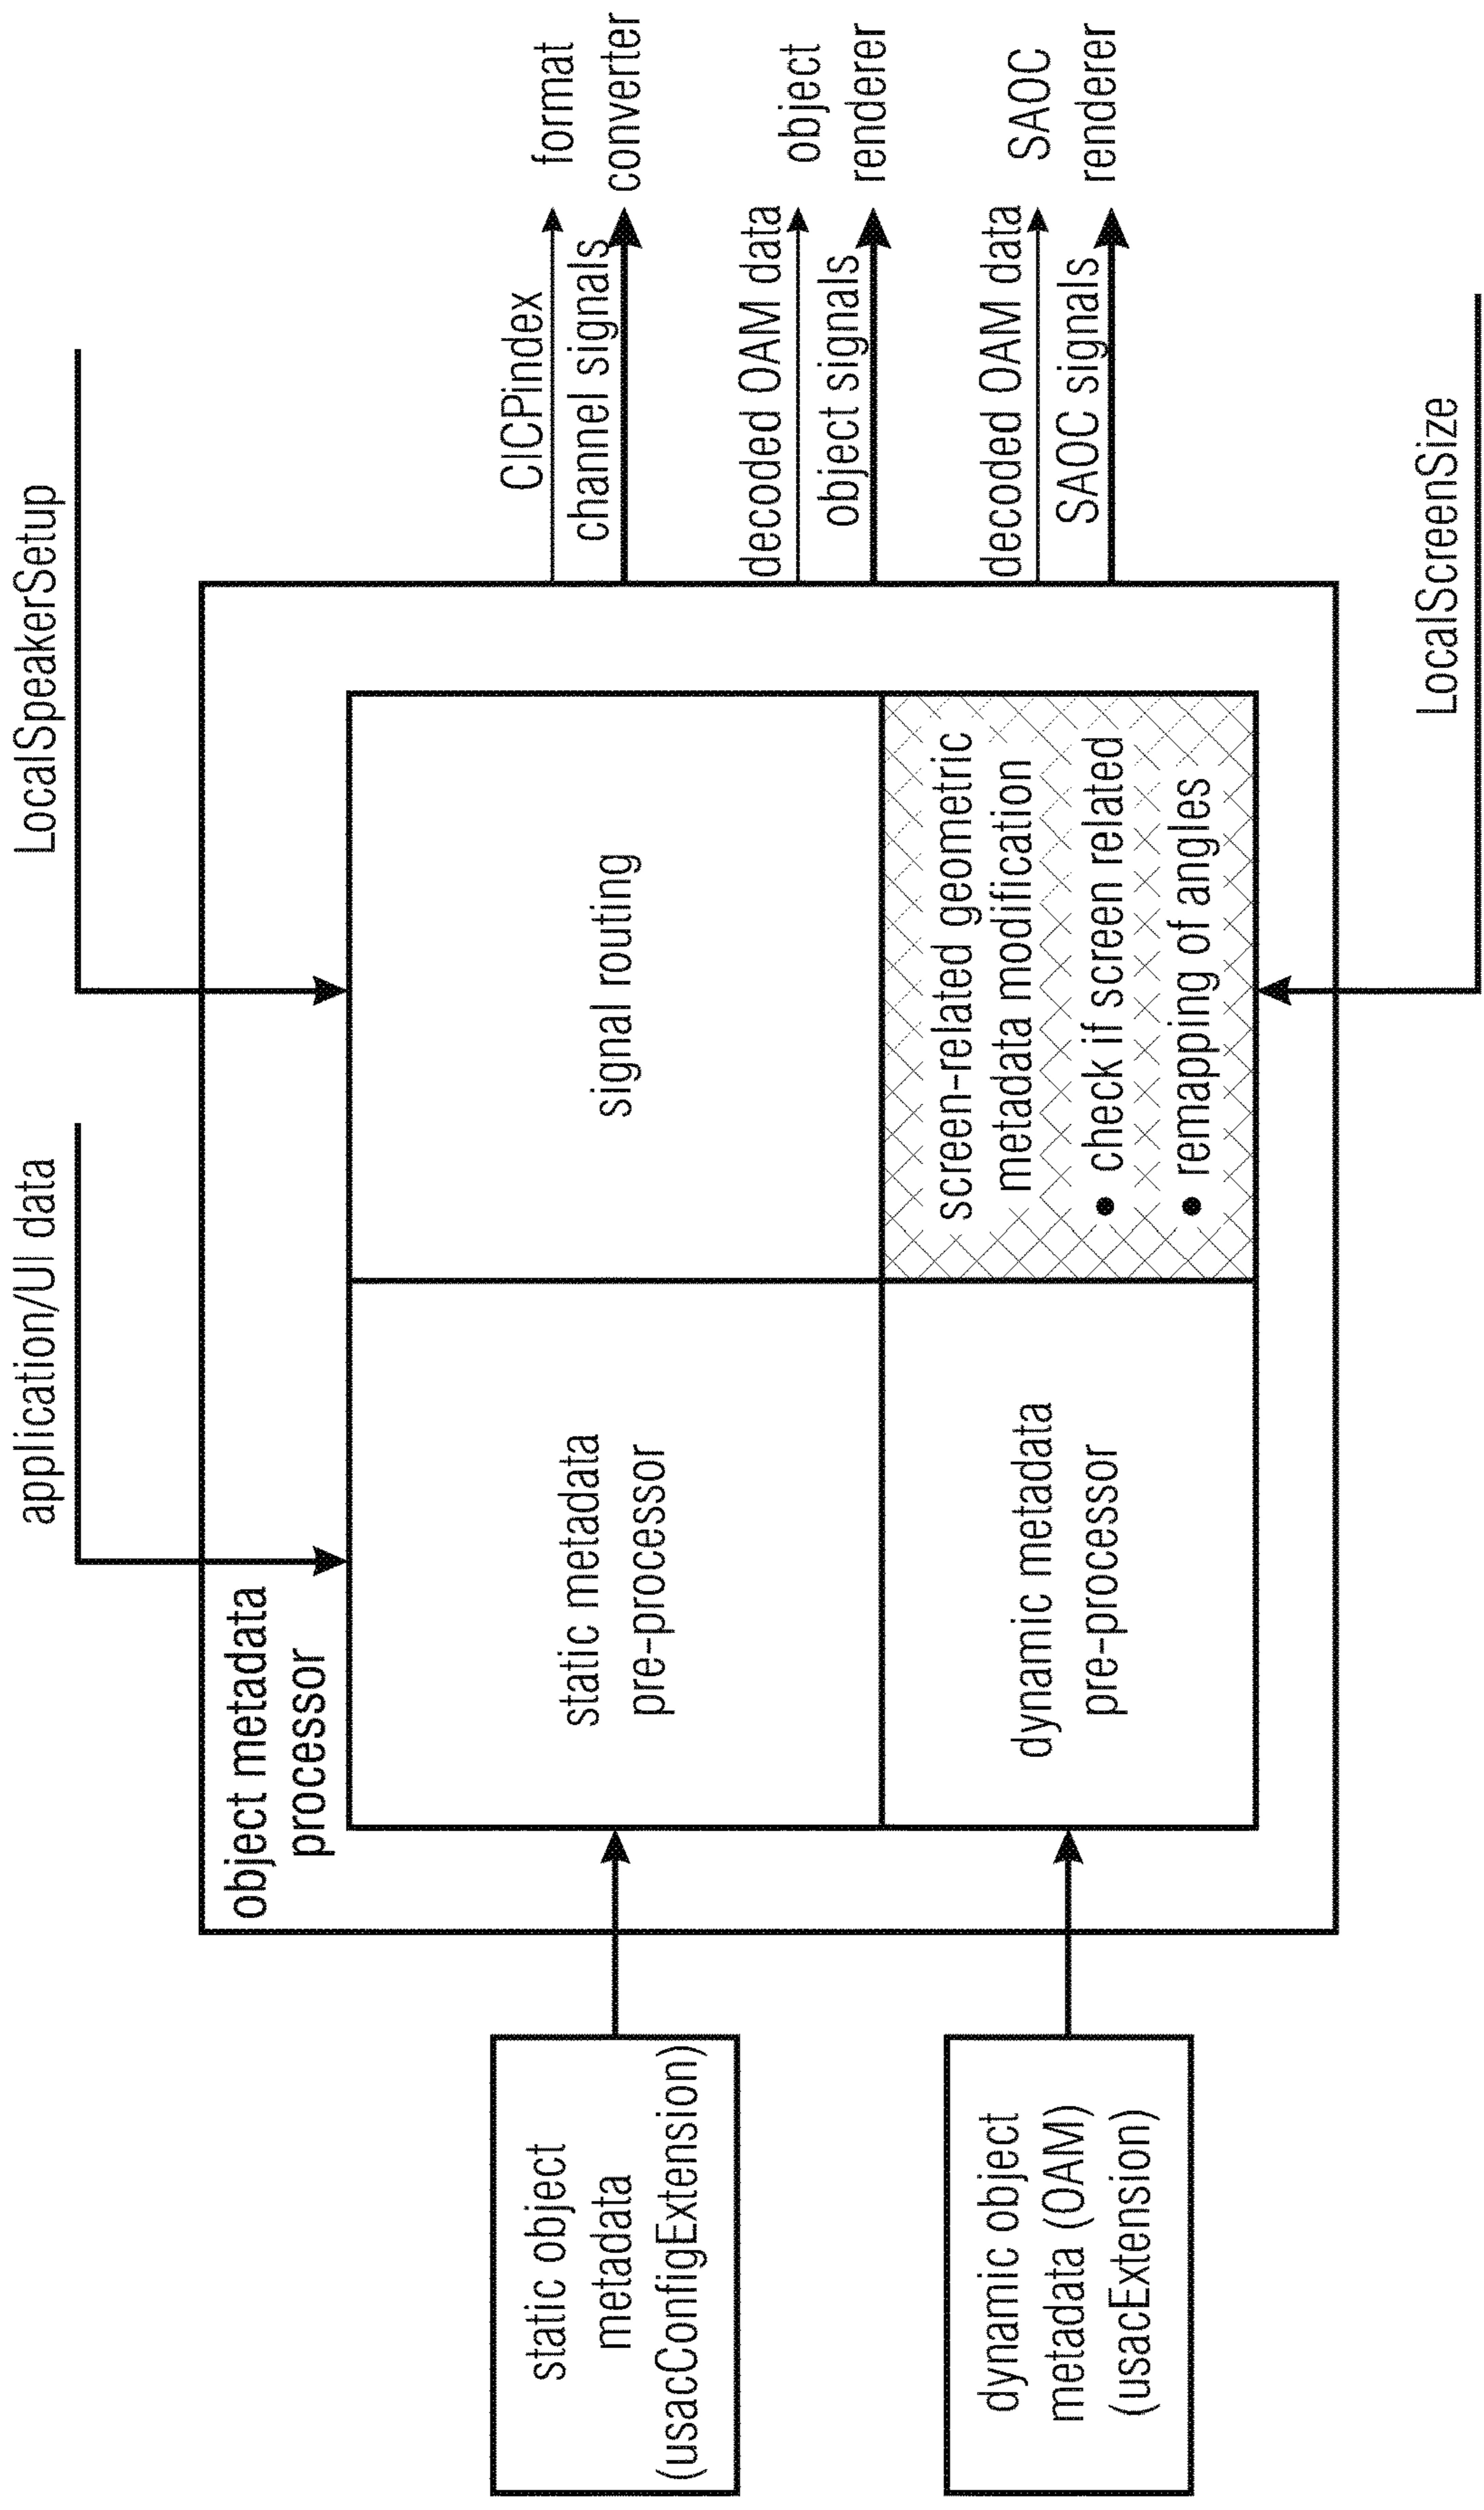 application/UI data
LocalSpeakerSetup
object metadata
processor
static object
metadata
(usacConfigExtension)
static metadata
pre-processor
signal routing
CICPindex
channel signals
format
converter
decoded OAM data
object signals
object
renderer
dynamic object
metadata (OAM)
(usacExtension)
dynamic metadata
pre-processor
screen-related geometric
metadata modification
• check if screen related
• remapping of angles
decoded OAM data
SAOC signals
SAOC
renderer
LocalScreenSize